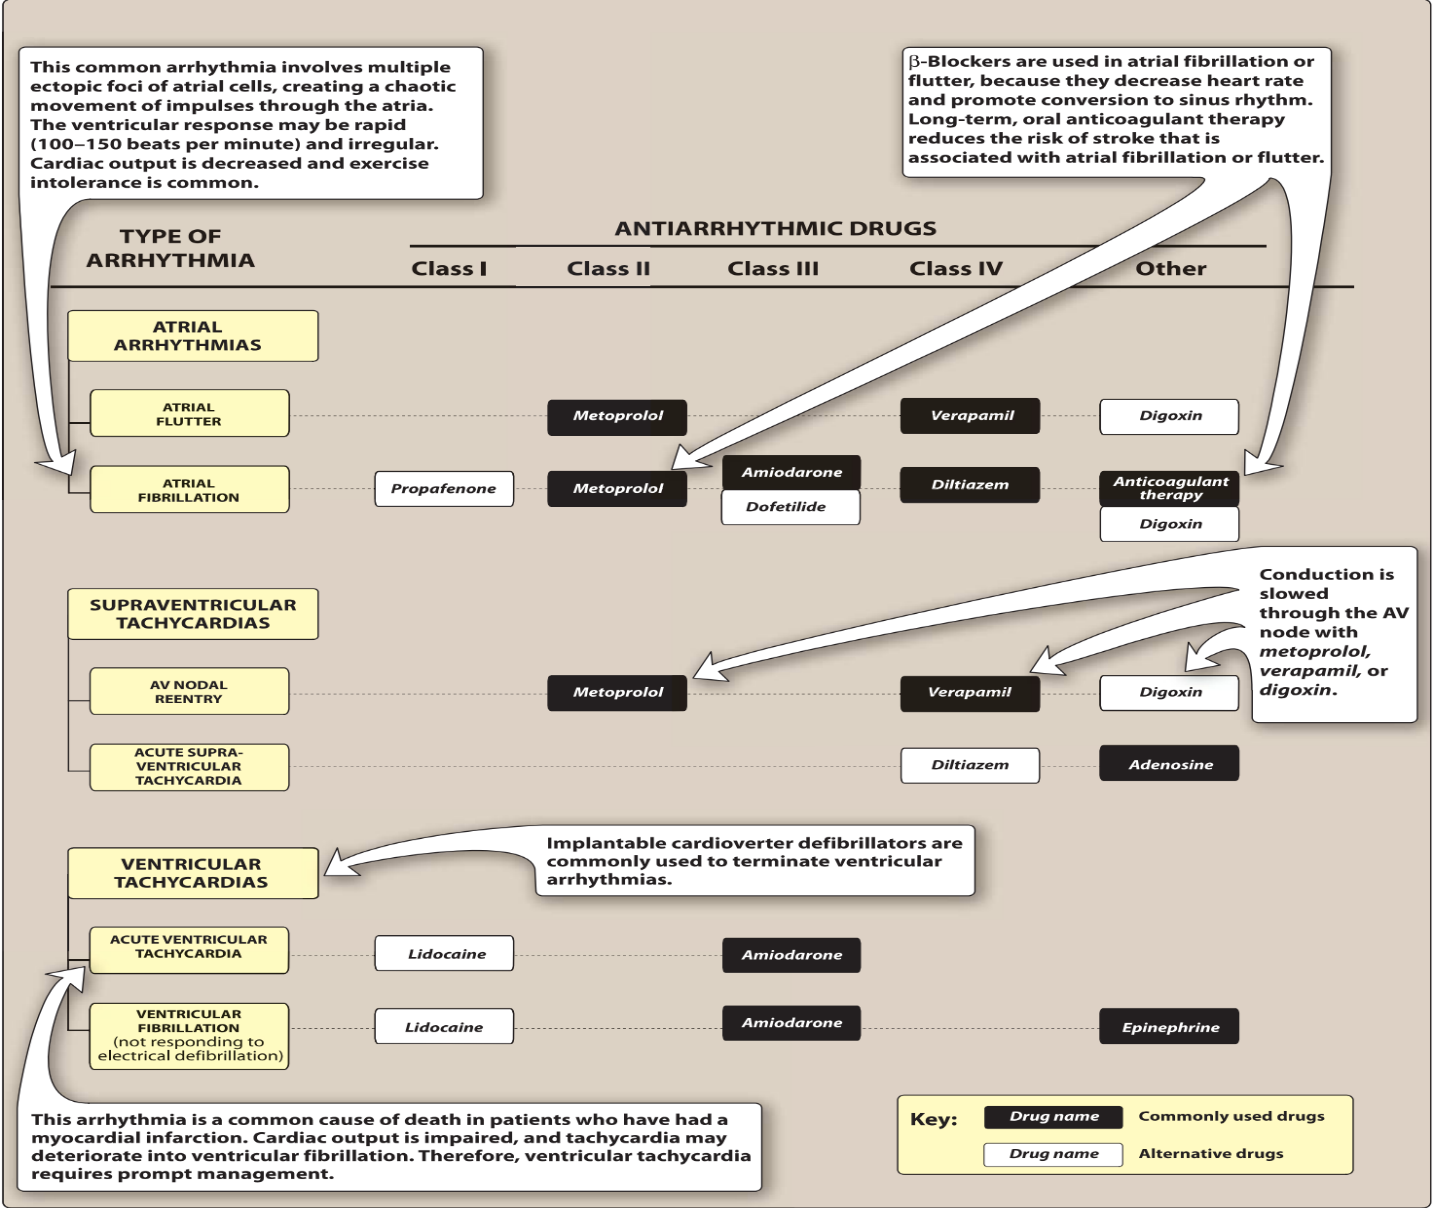 This common arrhythmia involves multiple
ectopic foci of atrial cells, creating a chaotic
movement of impulses through the atria.
The ventricular response may be rapid
(100–150 beats per minute) and irregular.
Cardiac output is decreased and exercise
intolerance is common.
β-Blockers are used in atrial fibrillation or
flutter, because they decrease heart rate
and promote conversion to sinus rhythm.
Long-term, oral anticoagulant therapy
reduces the risk of stroke that is
associated with atrial fibrillation or flutter.
TYPE OF
ARRHYTHMIA
ANTIARRHYTHMIC DRUGS
Class I Class II Class III Class IV Other
ATRIAL
ARRHYTHMIAS
ATRIAL
FLUTTER
Metoprolol Verapamil Digoxin
ATRIAL
FIBRILLATION
Propafenone Metoprolol Amiodarone
Dofetilide
Diltiazem
Anticoagulant
therapy
Digoxin
Conduction is
slowed
through the AV
node with
metoprolol,
verapamil, or
digoxin.
SUPRAVENTRICULAR
TACHYCARDIAS
AV NODAL
REENTRY
Metoprolol Verapamil Digoxin
ACUTE SUPRA-
VENTRICULAR
TACHYCARDIA
Diltiazem Adenosine
Implantable cardioverter defibrillators are
commonly used to terminate ventricular
arrhythmias.
VENTRICULAR
TACHYCARDIAS
ACUTE VENTRICULAR
TACHYCARDIA
Lidocaine Amiodarone
VENTRICULAR
FIBRILLATION
(not responding to
electrical defibrillation)
Lidocaine Amiodarone Epinephrine
This arrhythmia is a common cause of death in patients who have had a
myocardial infarction. Cardiac output is impaired, and tachycardia may
deteriorate into ventricular fibrillation. Therefore, ventricular tachycardia
requires prompt management.
Key: Drug name Commonly used drugs
Drug name Alternative drugs